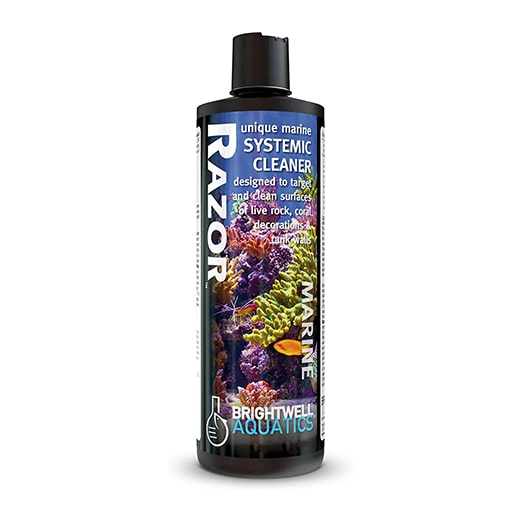 RAZOR™
unique marine
SYSTEMIC
CLEANER
designed to target
and clean surfaces
of live rock, coral,
decorations &
tank walls
MARINE
BRIGHTWELL
AQUATICS